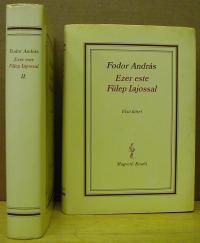 Fodor András
Ezer este
Fülep Lajossal
II.
Fodor András
Ezer este
Fülep Lajossal
Első kötet
Magvető Kiadó